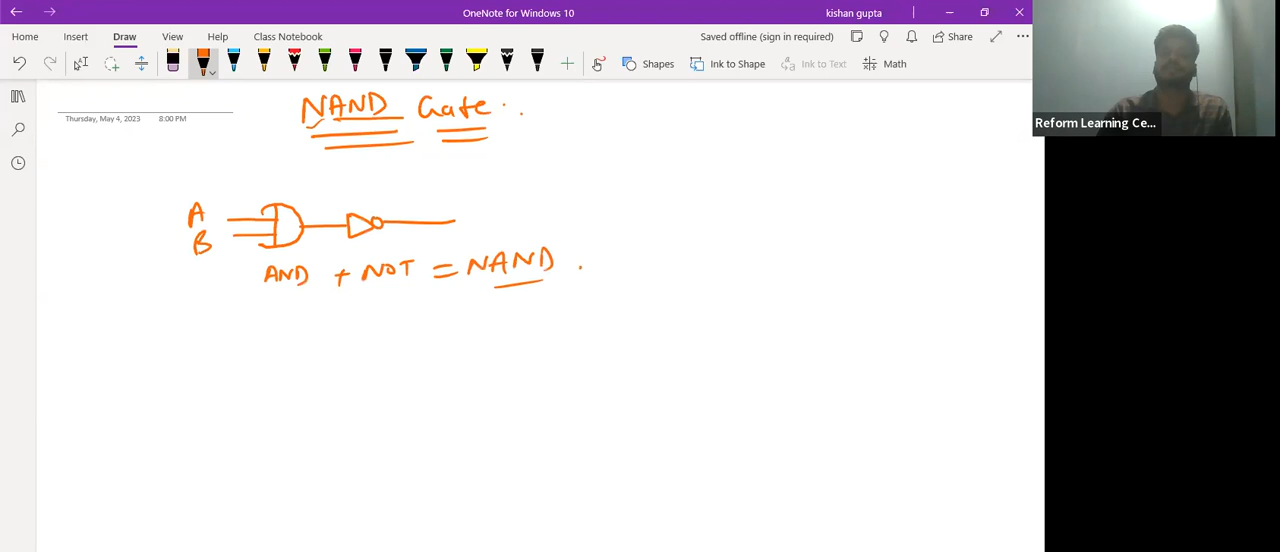 OneNote for Windows 10
kishan gupta
Home Insert Draw View Help Class Notebook
Saved offline (sign in required)
Share
Shapes
Ink to Shape
Ink to Text
Math
Reform Learning Ce...
Thursday, May 4, 2023 8:00 PM
NAND Gate.
A
B
AND + NOT = NAND .